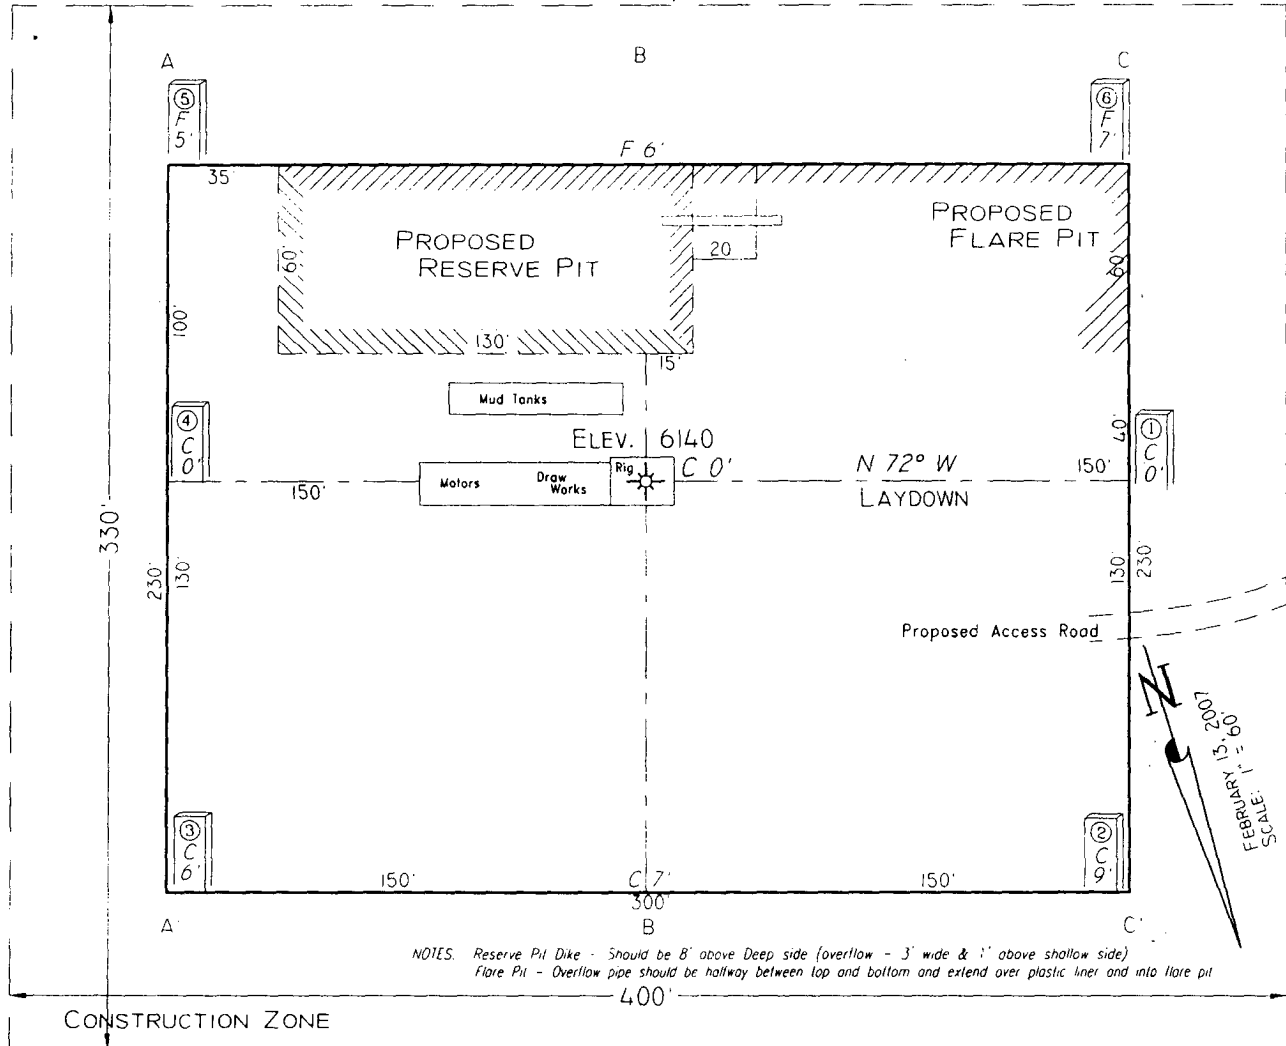 A
B
C
5
F
5'
6
F
7'
F 6'
35'
PROPOSED
RESERVE PIT
20
PROPOSED
FLARE PIT
60'
60'
100'
130'
15'
Mud Tanks
4
C
0'
ELEV. 6140
Rig
C 0'
N 72° W
LAYDOWN
40'
1
C
0'
150'
Motors
Draw
Works
150'
330'
230'
130'
130'
230'
Proposed Access Road
N
FEBRUARY 13, 2007
SCALE: 1" = 60'
3
C
6'
2
C
9'
150'
C 7'
150'
300'
A'
B
C'
NOTES: Reserve Pit Dike - Should be 8' above Deep side (overflow - 3' wide & 1' above shallow side)
Flare Pit - Overflow pipe should be halfway between top and bottom and extend over plastic liner and into flare pit
400'
CONSTRUCTION ZONE